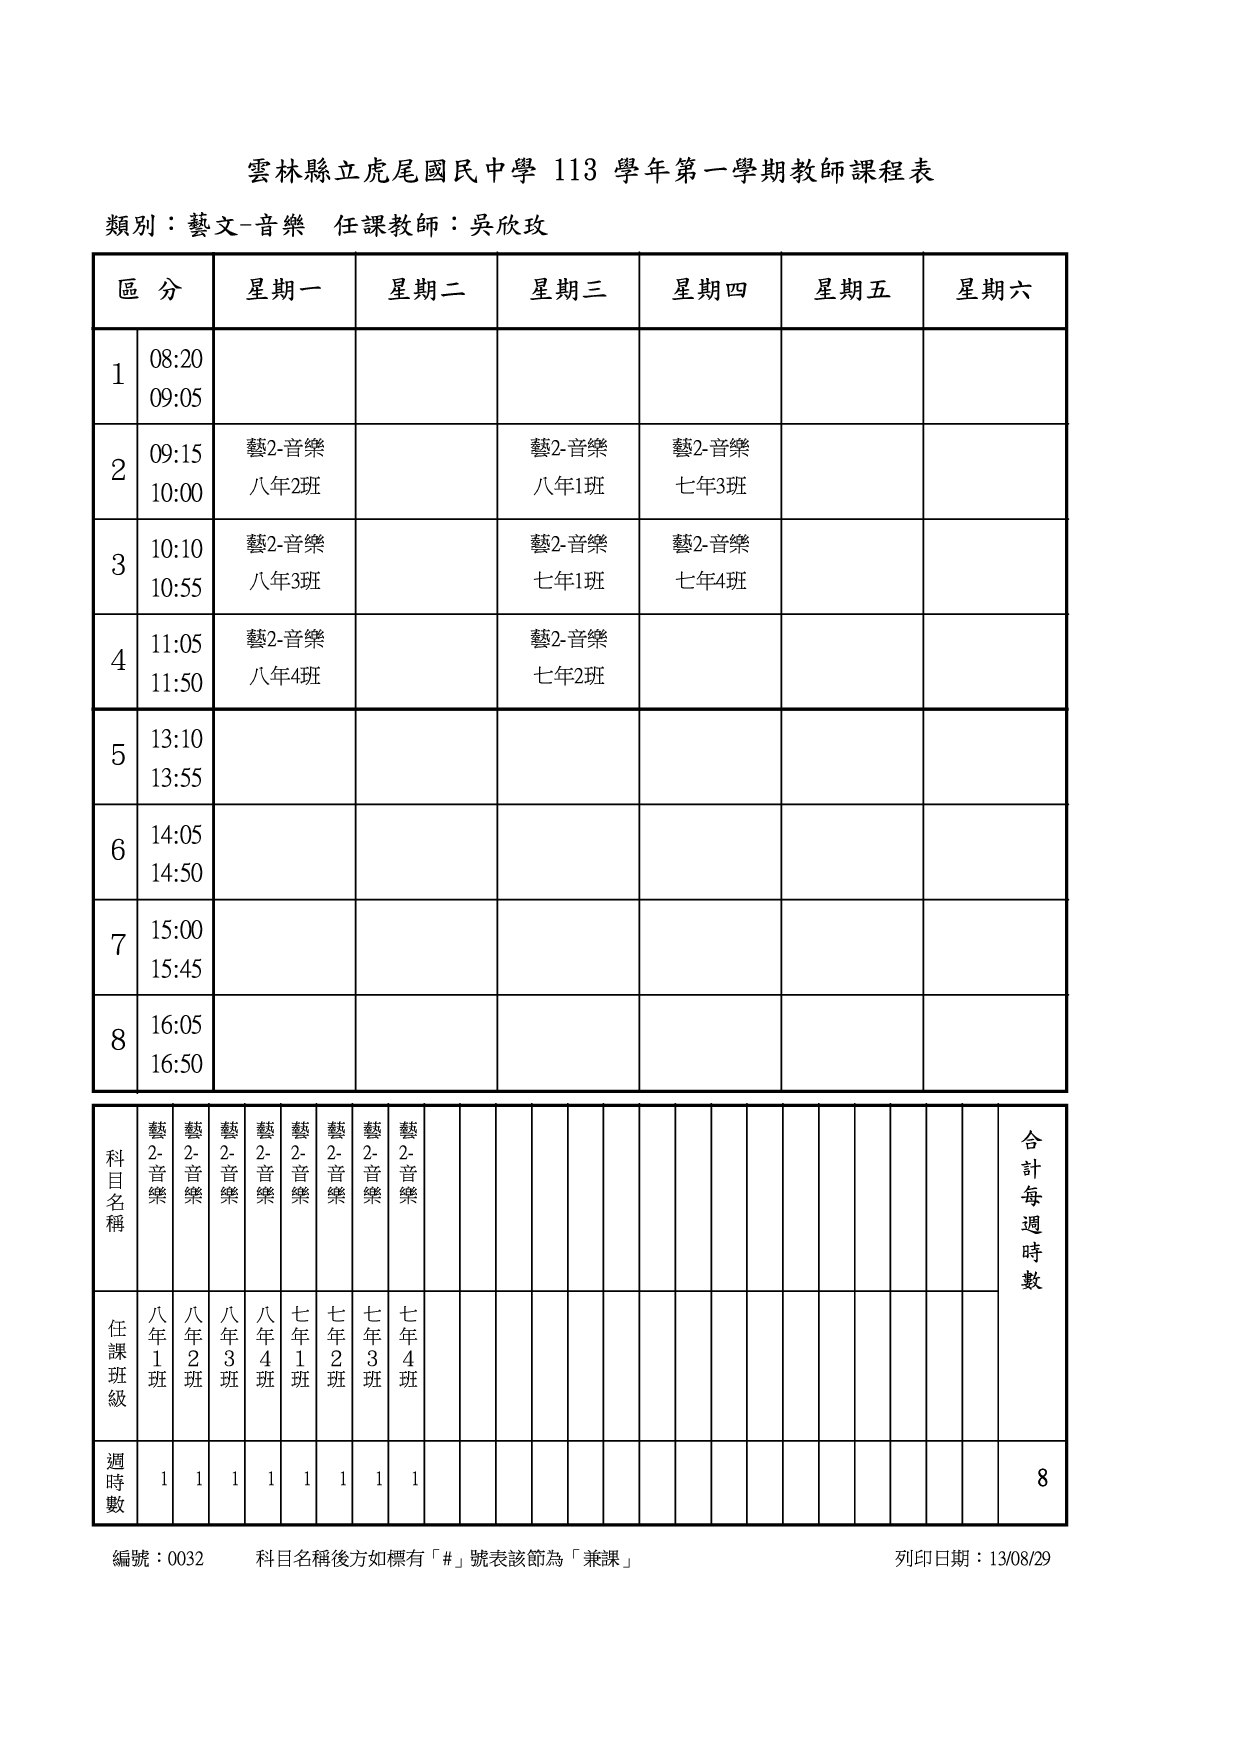 雲林縣立虎尾國民中學 113 學年第一學期教師課程表
類別：藝文-音樂　任課教師：吳欣玫
區 分 星期一 星期二 星期三 星期四 星期五 星期六
1 08:20
09:05
2 09:15 藝2-音樂 藝2-音樂 藝2-音樂
10:00 八年2班 八年1班 七年3班
3 10:10 藝2-音樂 藝2-音樂 藝2-音樂
10:55 八年3班 七年1班 七年4班
4 11:05 藝2-音樂 藝2-音樂
11:50 八年4班 七年2班
5 13:10
13:55
6 14:05
14:50
7 15:00
15:45
8 16:05
16:50
科目名稱 藝2-音樂 藝2-音樂 藝2-音樂 藝2-音樂 藝2-音樂 藝2-音樂 藝2-音樂 藝2-音樂 合計每週時數
任課班級 八年1班 八年2班 八年3班 八年4班 七年1班 七年2班 七年3班 七年4班
週時數 1 1 1 1 1 1 1 1 8
編號：0032 科目名稱後方如標有「#」號表該節為「兼課」 列印日期：13/08/29